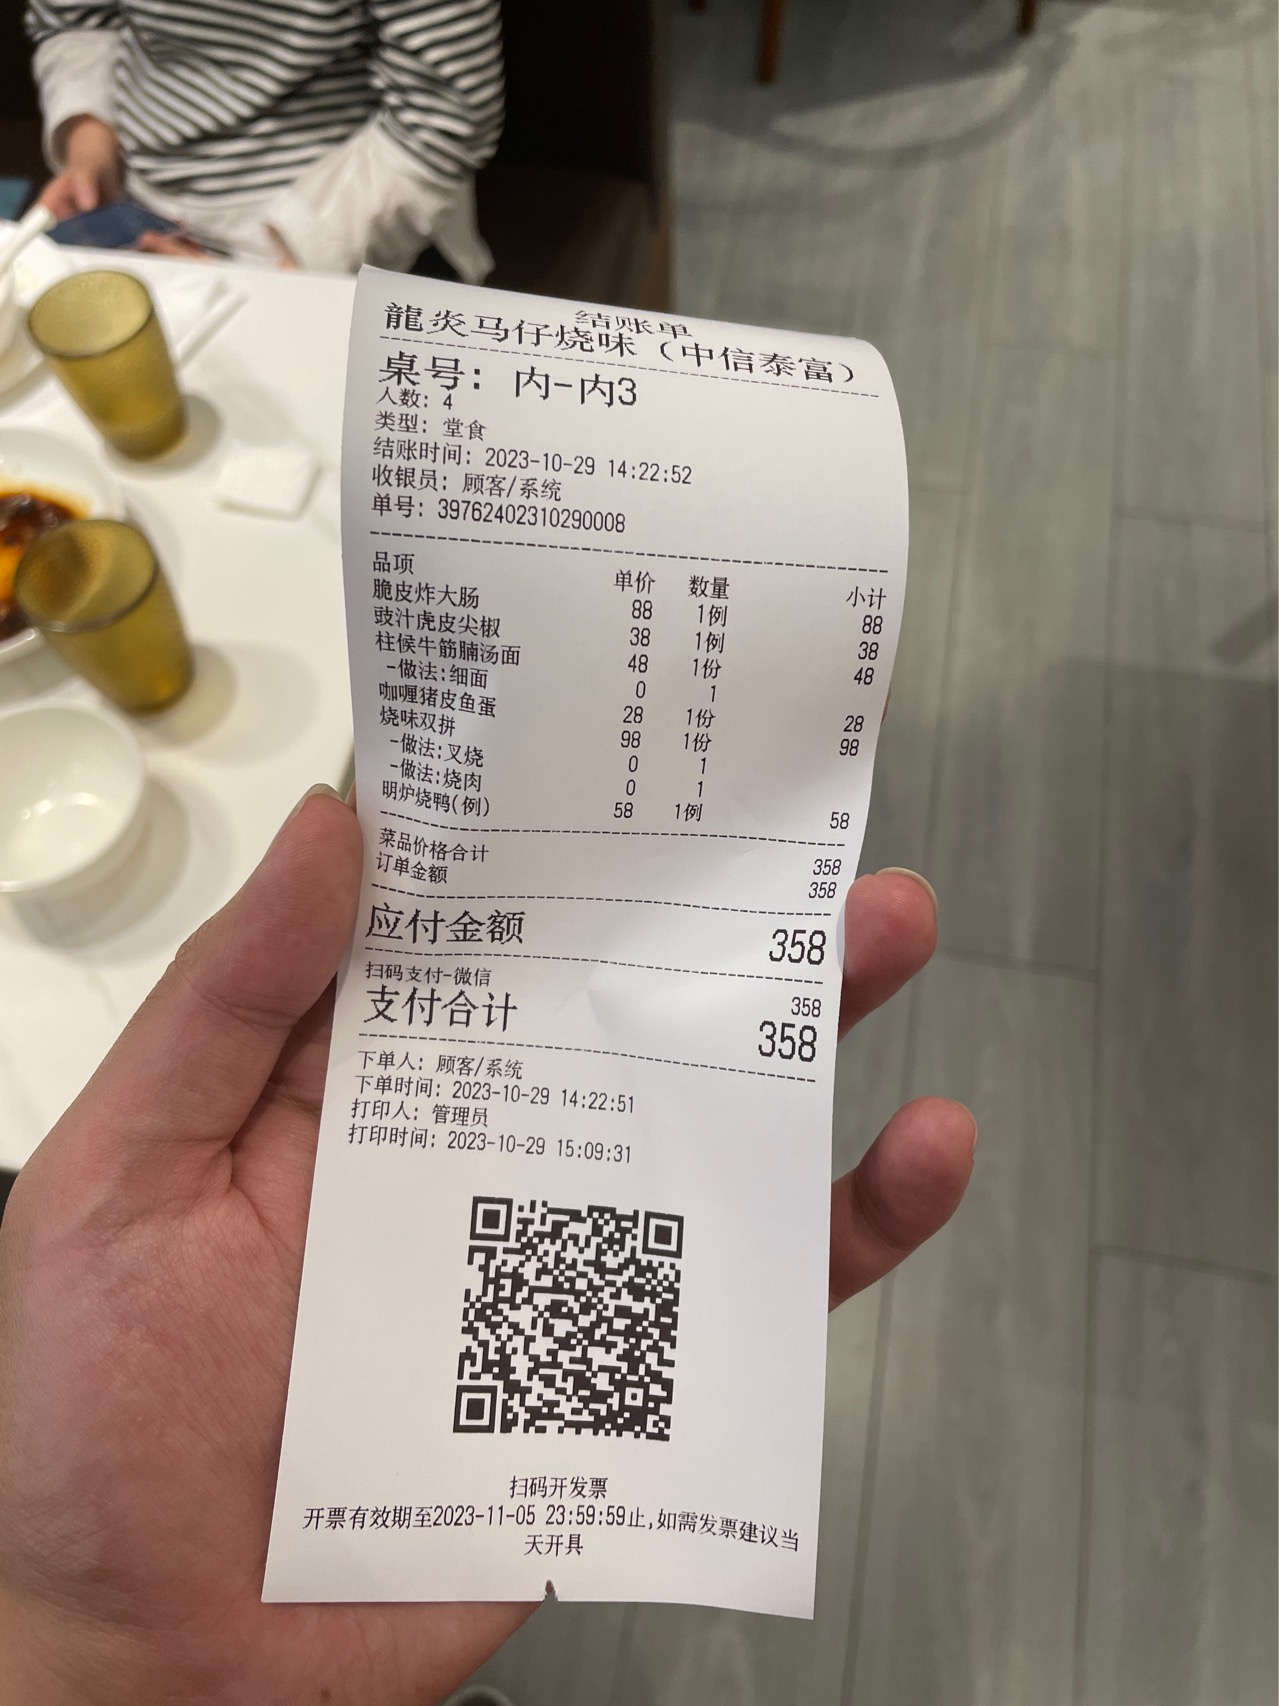 结账单
龍炎马仔烧味（中信泰富）
桌号: 内-内3
人数: 4
类型: 堂食
结账时间: 2023-10-29 14:22:52
收银员: 顾客/系统
单号: 39762402310290008
品项 单价 数量 小计
脆皮炸大肠 88 1例 88
豉汁虎皮尖椒 38 1例 38
柱候牛筋腩汤面 48 1份 48
-做法:细面 0 1
咖喱猪皮鱼蛋 28 1份 28
烧味双拼 98 1份 98
-做法:叉烧 0 1
-做法:烧肉 0 1
明炉烧鸭(例) 58 1例 58
菜品价格合计 358
订单金额 358
应付金额 358
扫码支付-微信 358
支付合计 358
下单人: 顾客/系统
下单时间: 2023-10-29 14:22:51
打印人: 管理员
打印时间: 2023-10-29 15:09:31
扫码开发票
开票有效期至2023-11-05 23:59:59止,如需发票建议当
天开具